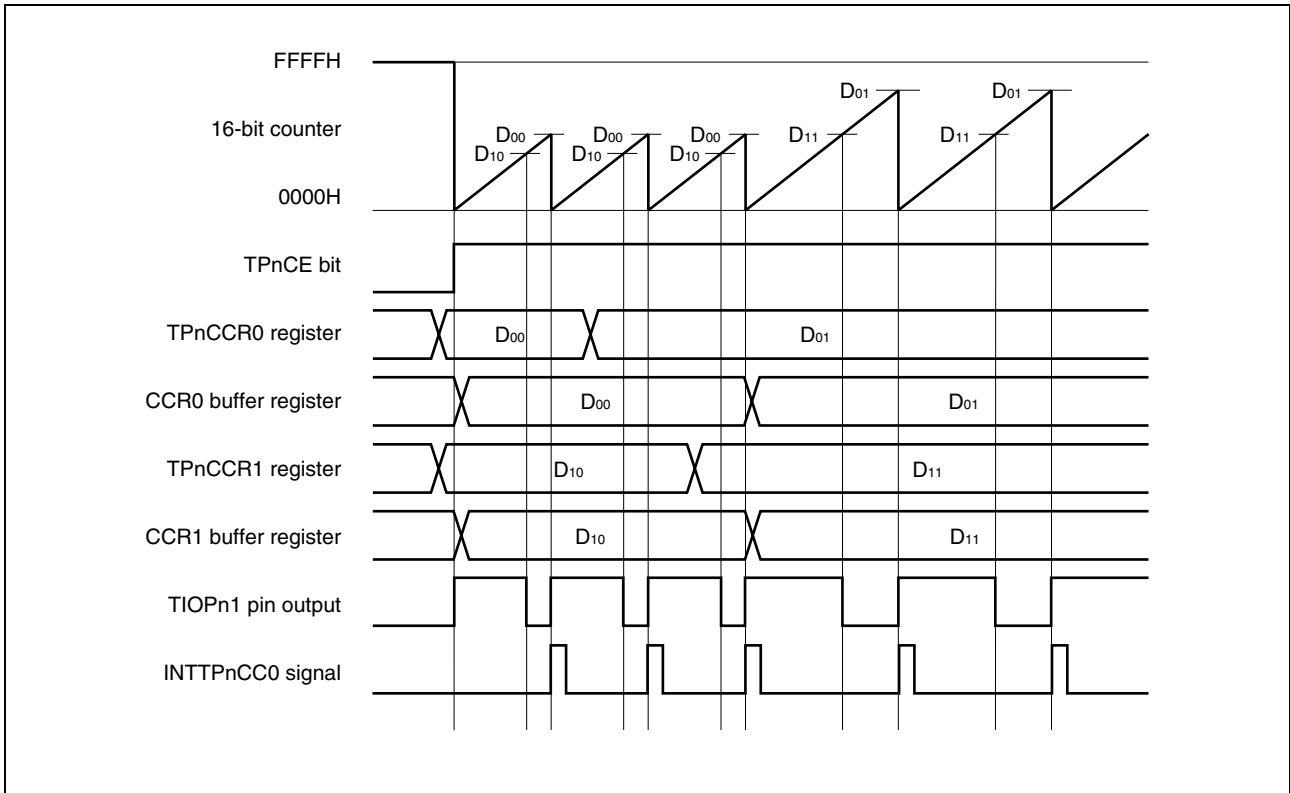 FFFFH
D01 D01
16-bit counter D00 D00 D00 D11 D11
D10 D10 D10
0000H
TPnCE bit
TPnCCR0 register D00 D01
CCR0 buffer register D00 D01
TPnCCR1 register D10 D11
CCR1 buffer register D10 D11
TIOPn1 pin output
INTTPnCC0 signal